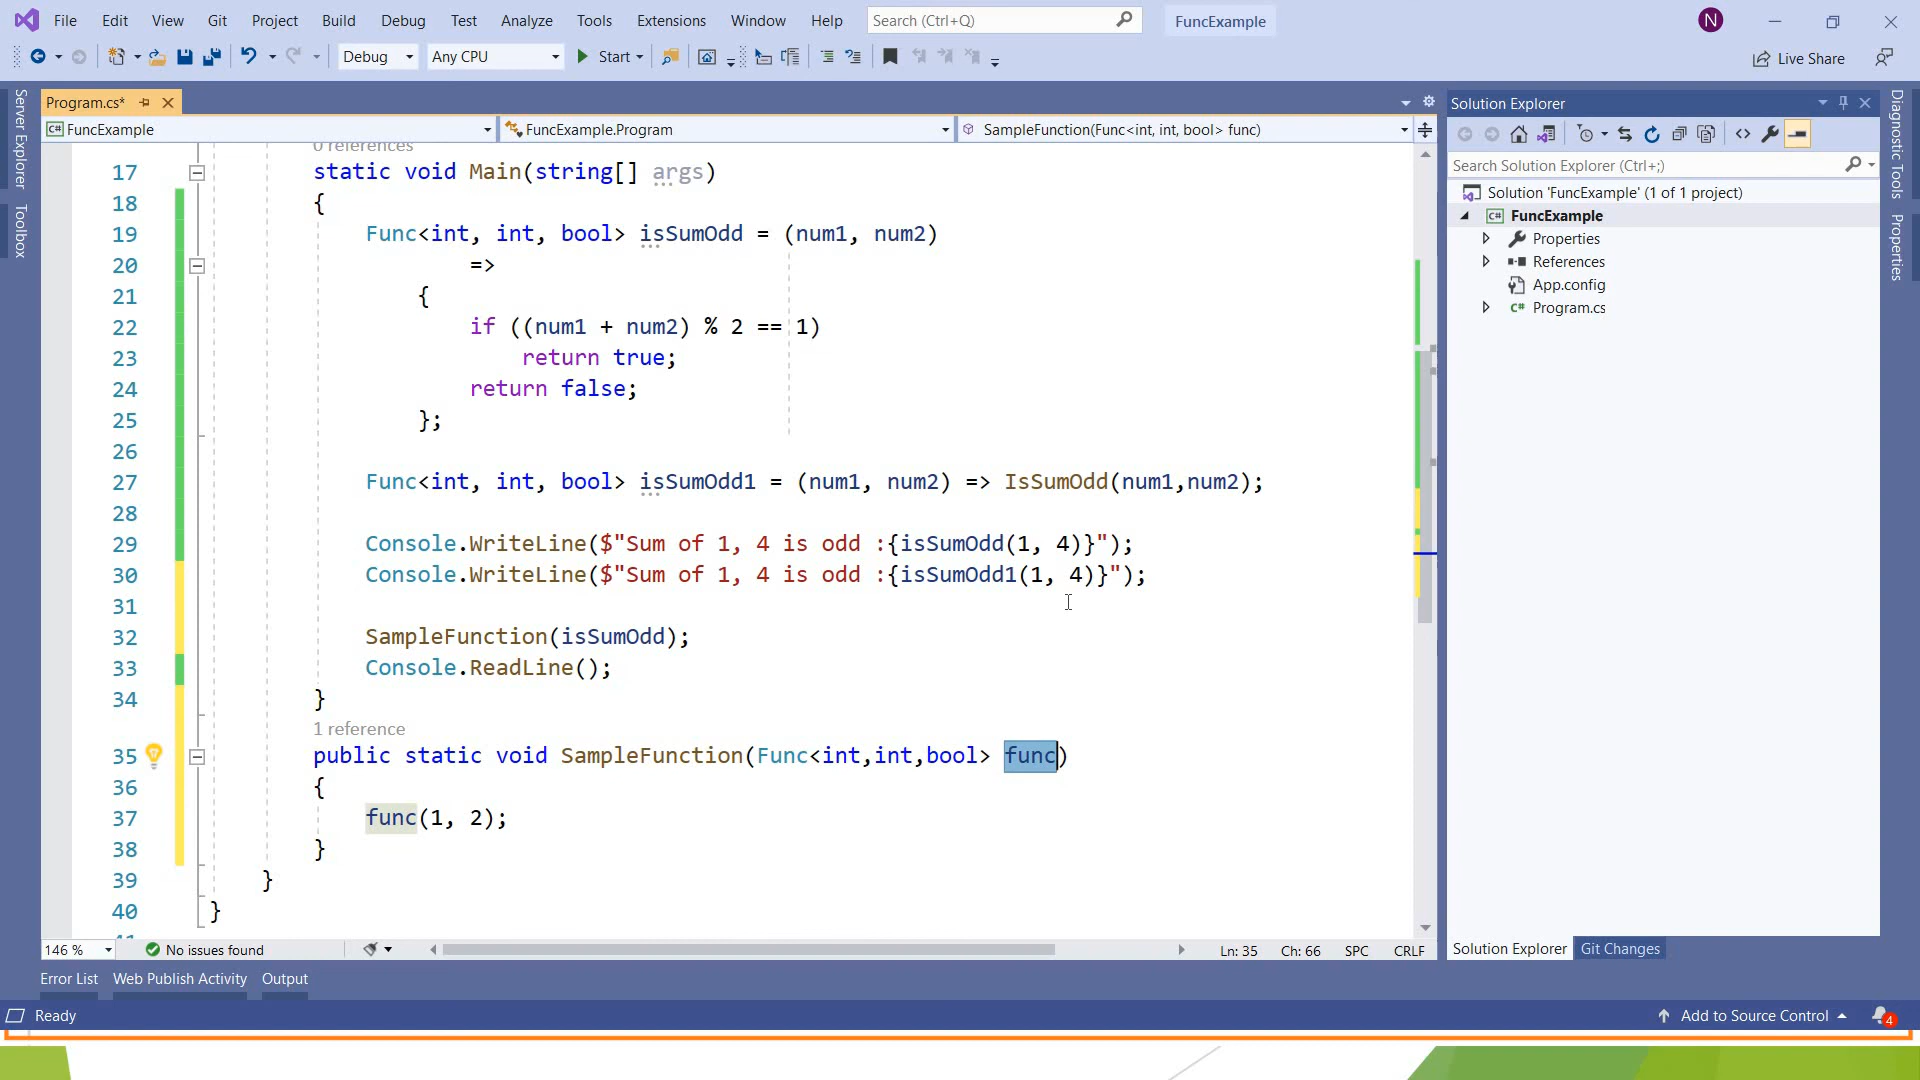 File Edit View Git Project Build Debug Test Analyze Tools Extensions Window Help Search (Ctrl+Q) FuncExample N
Debug Any CPU Start Live Share
Server Explorer
Toolbox
Program.cs*
FuncExample FuncExample.Program SampleFunction(Func<int, int, bool> func)
0 references
17 static void Main(string[] args)
18 {
19 Func<int, int, bool> isSumOdd = (num1, num2)
20 =>
21 {
22 if ((num1 + num2) % 2 == 1)
23 return true;
24 return false;
25 };
26
27 Func<int, int, bool> isSumOdd1 = (num1, num2) => IsSumOdd(num1,num2);
28
29 Console.WriteLine($"Sum of 1, 4 is odd :{isSumOdd(1, 4)}");
30 Console.WriteLine($"Sum of 1, 4 is odd :{isSumOdd1(1, 4)}");
31
32 SampleFunction(isSumOdd);
33 Console.ReadLine();
34 }
1 reference
35 public static void SampleFunction(Func<int,int,bool> func)
36 {
37 func(1, 2);
38 }
39 }
40 }
146 % No issues found Ln: 35 Ch: 66 SPC CRLF
Solution Explorer
Search Solution Explorer (Ctrl+;)
Solution 'FuncExample' (1 of 1 project)
C# FuncExample
Properties
References
App.config
C# Program.cs
Solution Explorer Git Changes
Diagnostic Tools
Properties
Error List Web Publish Activity Output
Ready Add to Source Control 4